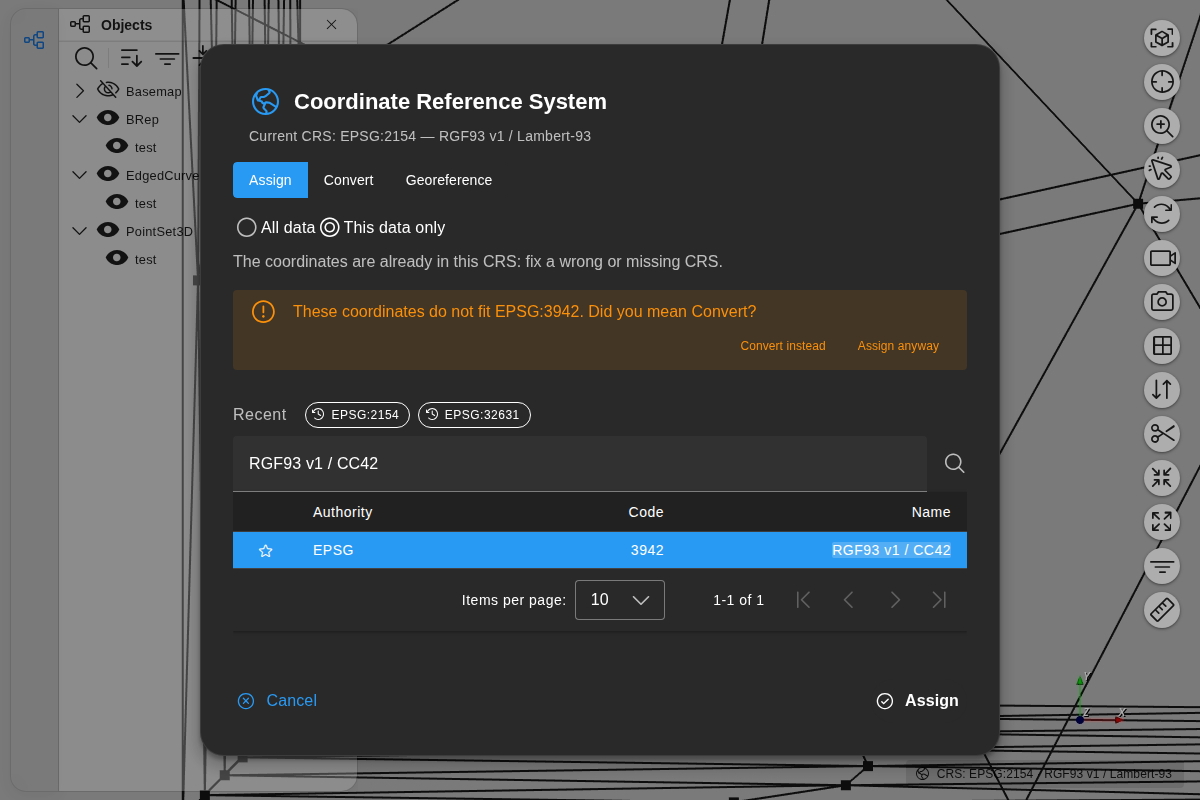 Objects
Basemap
BRep
test
EdgedCurve
test
PointSet3D
test
Coordinate Reference System
Current CRS: EPSG:2154 — RGF93 v1 / Lambert-93
Assign Convert Georeference
All data This data only
The coordinates are already in this CRS: fix a wrong or missing CRS.
These coordinates do not fit EPSG:3942. Did you mean Convert?
Convert instead Assign anyway
Recent EPSG:2154 EPSG:32631
RGF93 v1 / CC42
Authority Code Name
EPSG 3942 RGF93 v1 / CC42
Items per page: 10 1-1 of 1
Cancel Assign
Y
Z X
CRS: EPSG:2154 / RGF93 v1 / Lambert-93